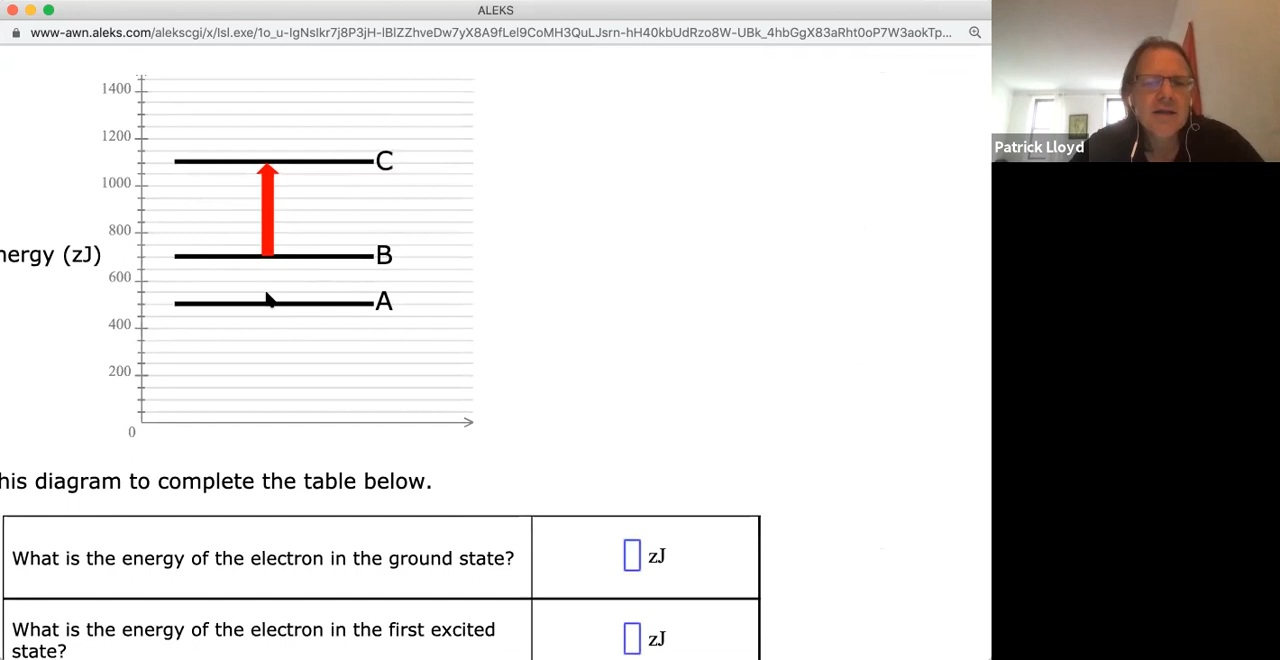 ALEKS
www-awn.aleks.com/alekscgi/x/Isl.exe/1o_u-IgNsIkr7j8P3jH-lBlZZhveDw7yX8A9fLel9CoMH3QuLJsrn-hH40kbUdRzo8W-UBk_4hbGgX83aRht0oP7W3aokTp...
Patrick Lloyd
1400
1200
C
1000
800
nergy (zJ)
B
600
A
400
200
0
his diagram to complete the table below.
What is the energy of the electron in the ground state?
zJ
What is the energy of the electron in the first excited
state?
zJ